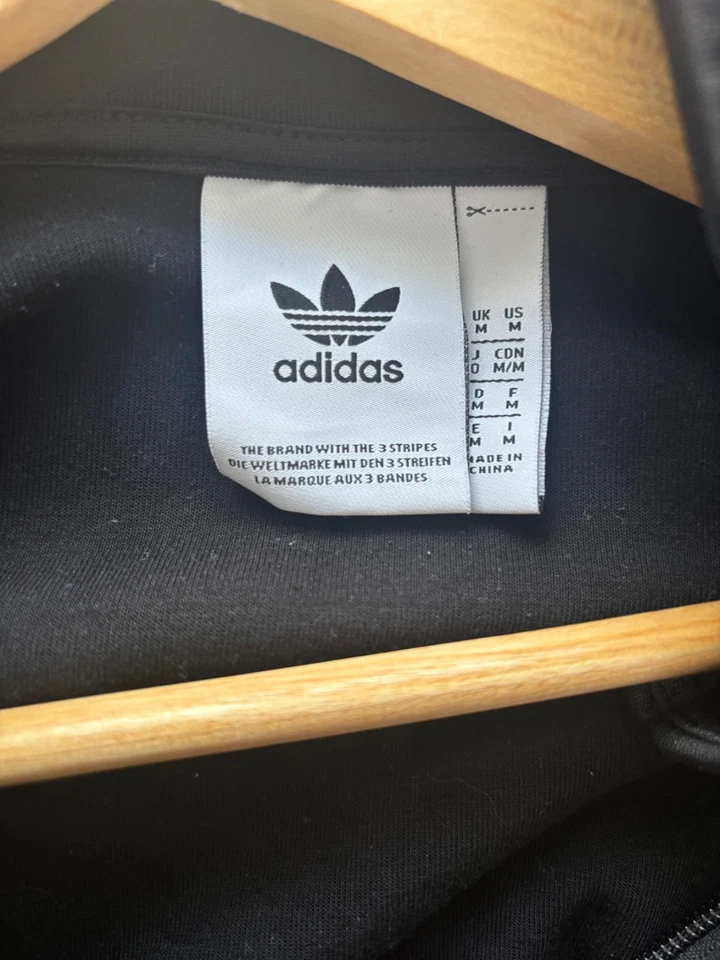 adidas
THE BRAND WITH THE 3 STRIPES
DIE WELTMARKE MIT DEN 3 STREIFEN
LA MARQUE AUX 3 BANDES
UK US
M M
J CDN
O M/M
D F
M M
E I
M M
MADE IN
CHINA